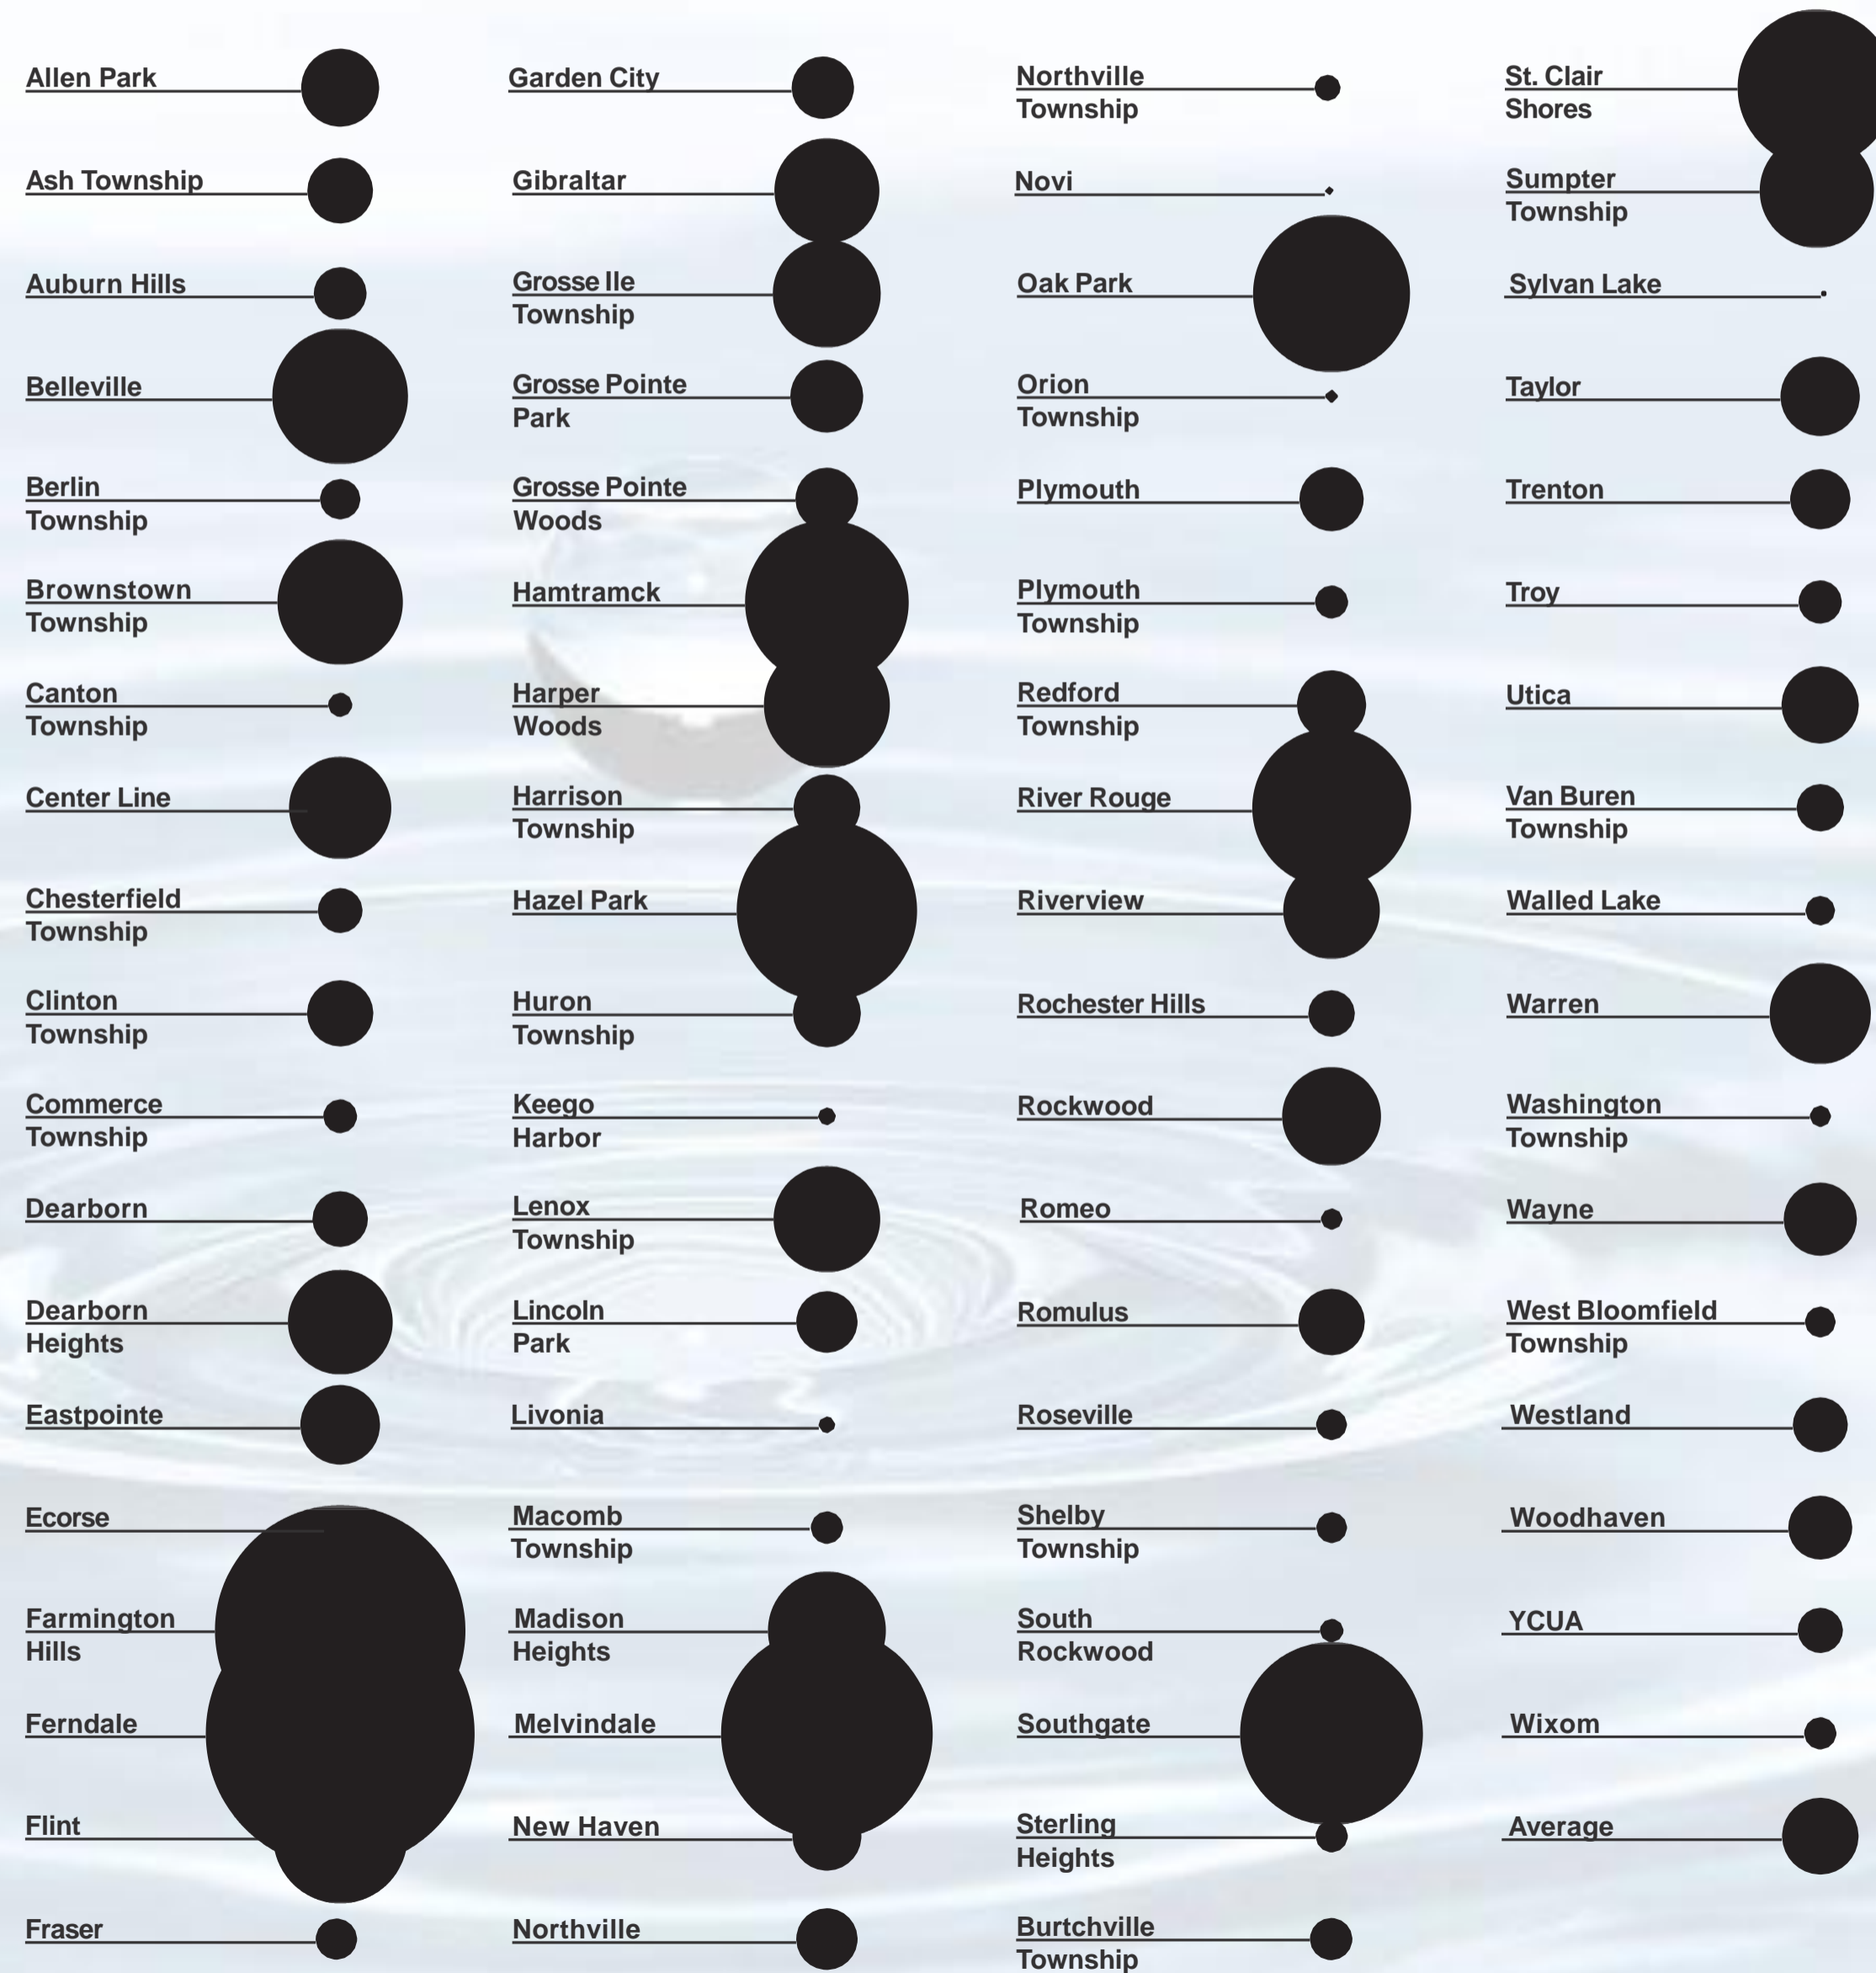 Allen Park
Ash Township
Auburn Hills
Belleville
Berlin
Township
Brownstown
Township
Canton
Township
Center Line
Chesterfield
Township
Clinton
Township
Commerce
Township
Dearborn
Dearborn
Heights
Eastpointe
Ecorse
Farmington
Hills
Ferndale
Flint
Fraser
Garden City
Gibraltar
Grosse Ile
Township
Grosse Pointe
Park
Grosse Pointe
Woods
Hamtramck
Harper
Woods
Harrison
Township
Hazel Park
Huron
Township
Keego
Harbor
Lenox
Township
Lincoln
Park
Livonia
Macomb
Township
Madison
Heights
Melvindale
New Haven
Northville
Northville
Township
Novi
Oak Park
Orion
Township
Plymouth
Plymouth
Township
Redford
Township
River Rouge
Riverview
Rochester Hills
Rockwood
Romeo
Romulus
Roseville
Shelby
Township
South
Rockwood
Southgate
Sterling
Heights
Burtchville
Township
St. Clair
Shores
Sumpter
Township
Sylvan Lake
Taylor
Trenton
Troy
Utica
Van Buren
Township
Walled Lake
Warren
Washington
Township
Wayne
West Bloomfield
Township
Westland
Woodhaven
YCUA
Wixom
Average